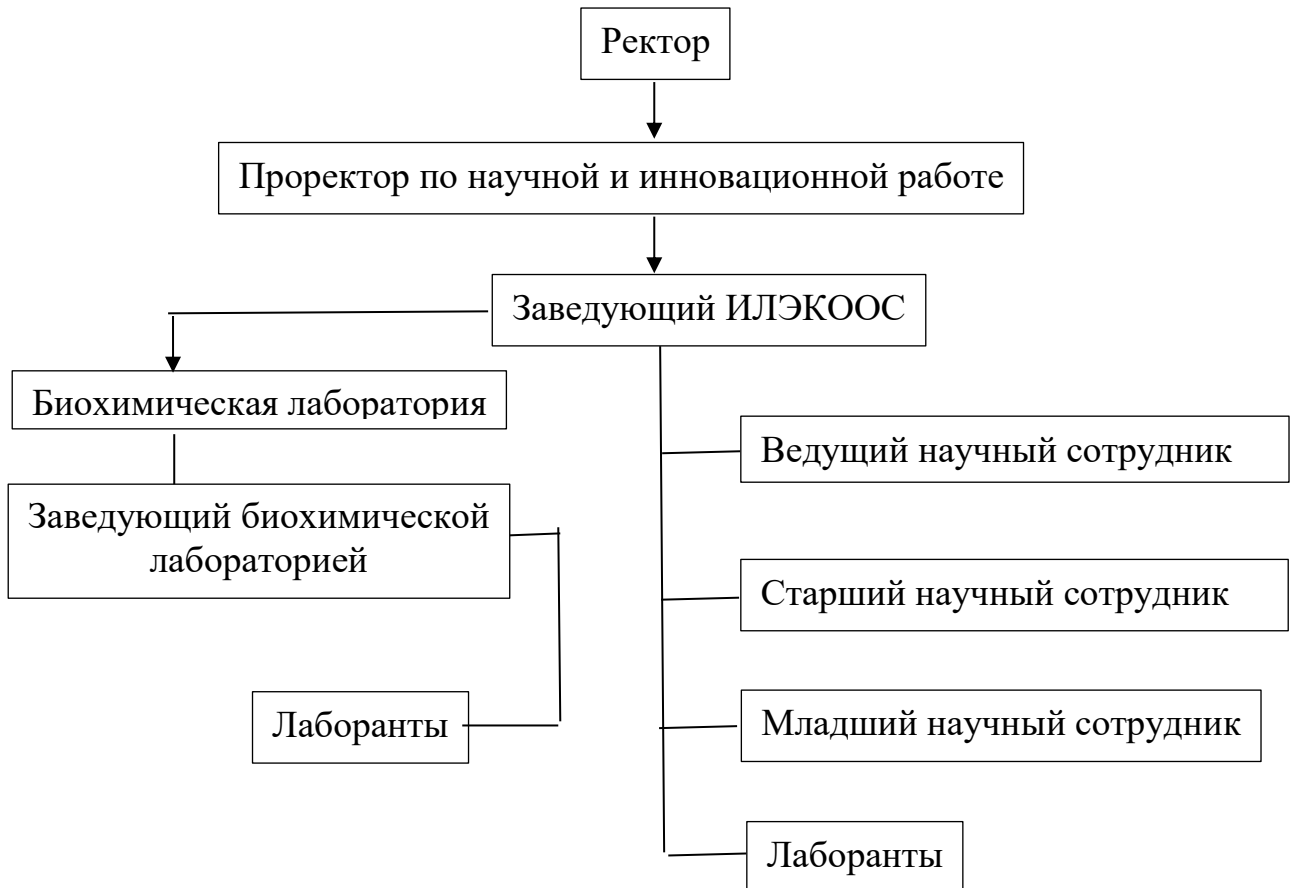 Ректор
Проректор по научной и инновационной работе
Заведующий ИЛЭКООС
Биохимическая лаборатория
Ведущий научный сотрудник
Заведующий биохимической
лабораторией
Старший научный сотрудник
Лаборанты
Младший научный сотрудник
Лаборанты